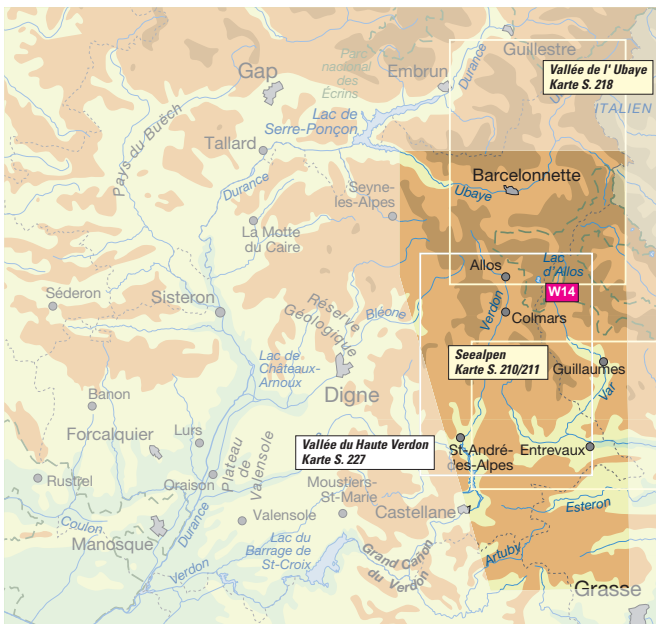 Guillestre
Gap
Parc
national
des
Écrins
Embrun
Durance
Vallée de l' Ubaye
Karte S. 218
ITALIEN
Ubaye
Lac de
Serre-Ponçon
Pays du Buëch
Tallard
Durance
Barcelonnette
Ubaye
Seyne-
les-Alpes
La Motte
du Caire
Allos
Lac
d'Allos
W14
Séderon
Sisteron
Réserve
Géologique
Bléone
Verdon
Colmars
Lac de
Châteaux-
Arnoux
Seealpen
Karte S. 210/211
Guillaumes
Var
Digne
Banon
Forcalquier
Lurs
Plateau
de
Valensole
Vallée du Haute Verdon
Karte S. 227
St-André-
des-Alpes
Entrevaux
Rustrel
Oraison
Moustiers-
St-Marie
Castellane
Esteron
Coulon
Durance
Valensole
Manosque
Lac du
Barrage de
St-Croix
Grand Cañon
du Verdon
Artuby
Verdon
Grasse